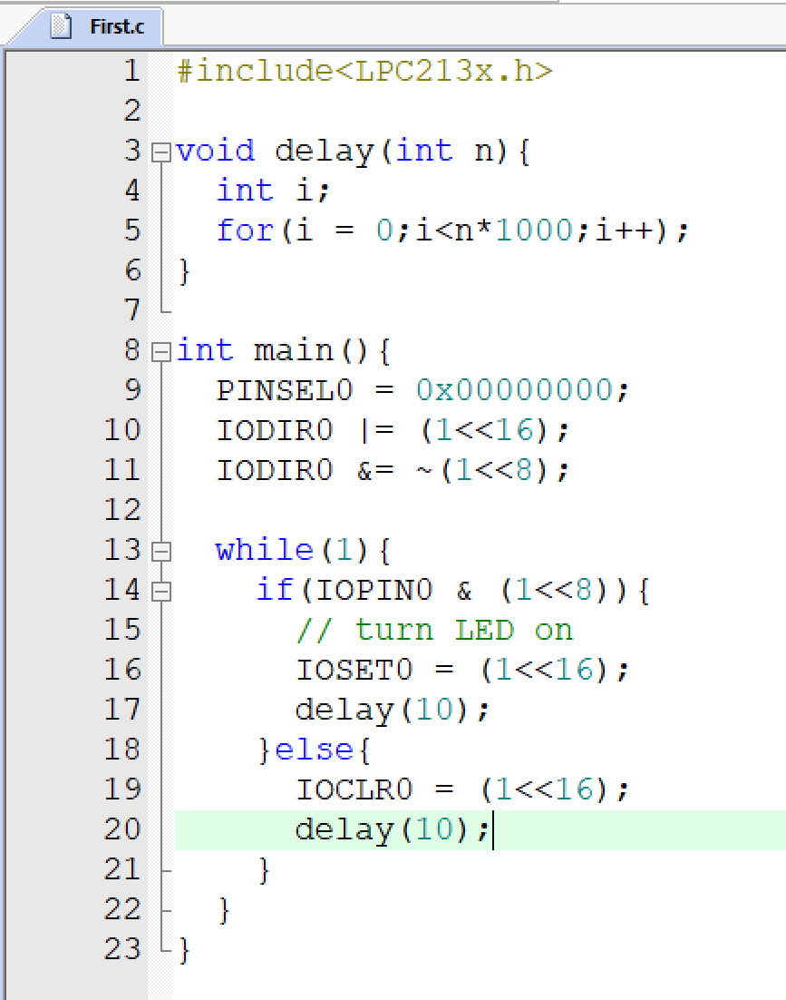 First.c
1 #include<LPC213x.h>
2
3 void delay(int n){
4   int i;
5   for(i = 0;i<n*1000;i++);
6 }
7
8 int main(){
9   PINSEL0 = 0x00000000;
10   IODIR0 |= (1<<16);
11   IODIR0 &= ~(1<<8);
12
13   while(1){
14     if(IOPIN0 & (1<<8)){
15       // turn LED on
16       IOSET0 = (1<<16);
17       delay(10);
18     }else{
19       IOCLR0 = (1<<16);
20       delay(10);
21     }
22   }
23 }